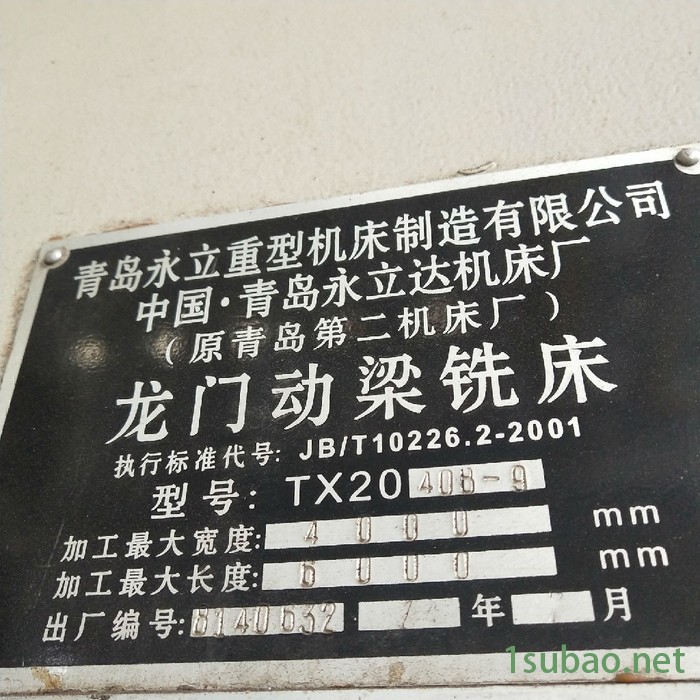 青岛永立重型机床制造有限公司
中国·青岛永立达机床厂
(原青岛第二机床厂)
龙门动梁铣床
执行标准代号: JB/T10226.2-2001
型号: TX20 40B-9
加工最大宽度: 4000 mm
加工最大长度: 6000 mm
出厂编号: 8140632 年 月
1subao.net